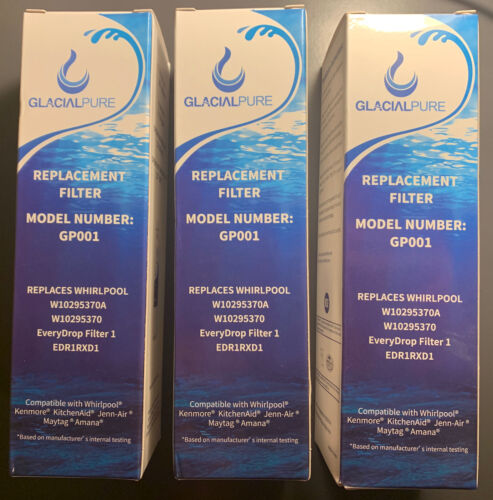 GLACIALPURE
REPLACEMENT
FILTER
MODEL NUMBER:
GP001
REPLACES WHIRLPOOL
W10295370A
W10295370
EveryDrop Filter 1
EDR1RXD1
Compatible with Whirlpool®
Kenmore® KitchenAid® Jenn-Air®
Maytag® Amana®
*Based on manufacturer's internal testing
GLACIALPURE
REPLACEMENT
FILTER
MODEL NUMBER:
GP001
REPLACES WHIRLPOOL
W10295370A
W10295370
EveryDrop Filter 1
EDR1RXD1
Compatible with Whirlpool®
Kenmore® KitchenAid® Jenn-Air®
Maytag® Amana®
*Based on manufacturer's internal testing
GLACIALPURE
REPLACEMENT
FILTER
MODEL NUMBER:
GP001
REPLACES WHIRLPOOL
W10295370A
W10295370
EveryDrop Filter 1
EDR1RXD1
Compatible with Whirlpool®
Kenmore® KitchenAid® Jenn-Air®
Maytag® Amana®
*Based on manufacturer's internal testing